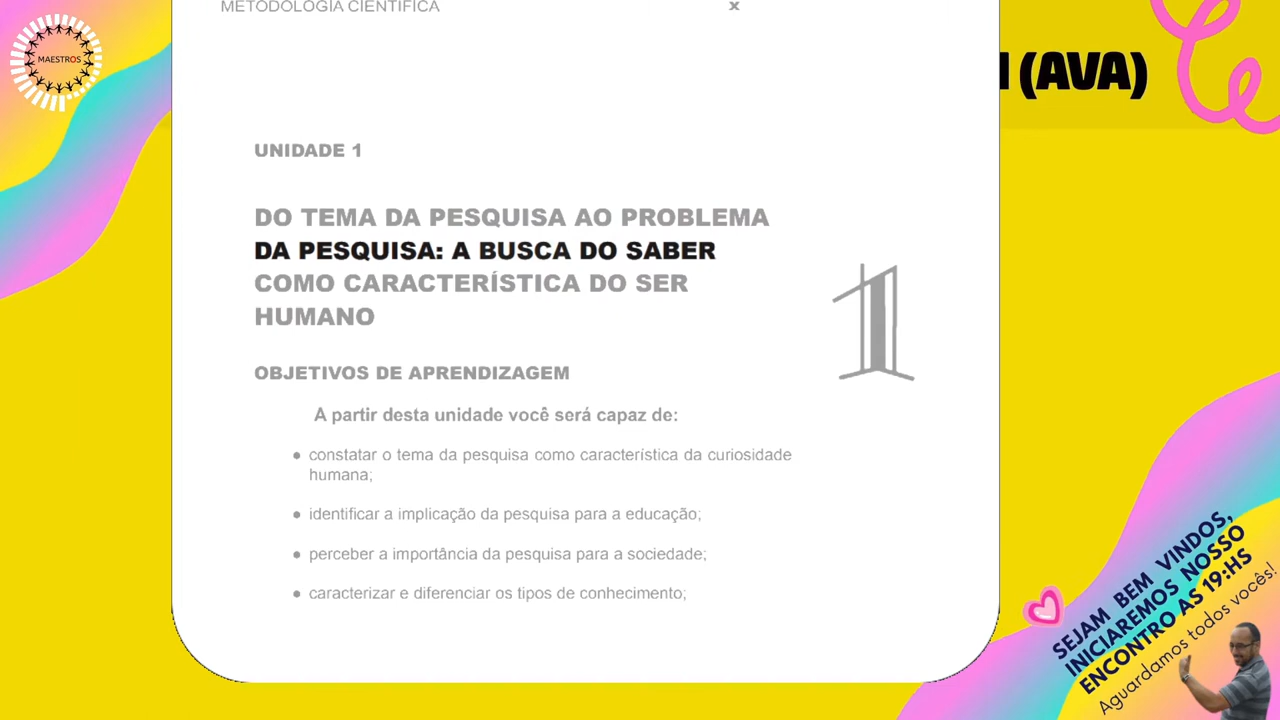 METODOLOGIA CIENTÍFICA
x
MAESTROS
(AVA)
UNIDADE 1
DO TEMA DA PESQUISA AO PROBLEMA
DA PESQUISA: A BUSCA DO SABER
COMO CARACTERÍSTICA DO SER
HUMANO
1
OBJETIVOS DE APRENDIZAGEM
A partir desta unidade você será capaz de:
• constatar o tema da pesquisa como característica da curiosidade
humana;
• identificar a implicação da pesquisa para a educação;
• perceber a importância da pesquisa para a sociedade;
• caracterizar e diferenciar os tipos de conhecimento;
SEJAM BEM VINDOS,
INICIAREMOS NOSSO
ENCONTRO AS 19:HS
Aguardamos todos vocês!